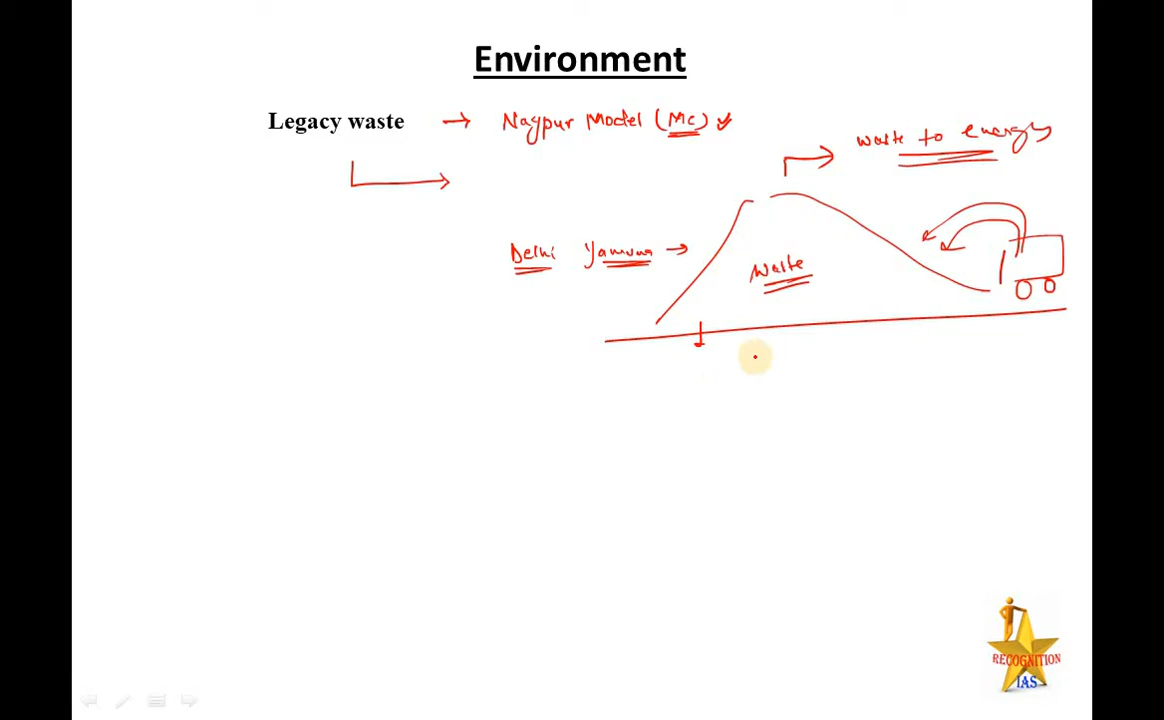 Environment
Legacy waste → Nagpur Model (MC) ✓
waste to energy
Delhi Yamuna →
Waste
RECOGNITION
IAS